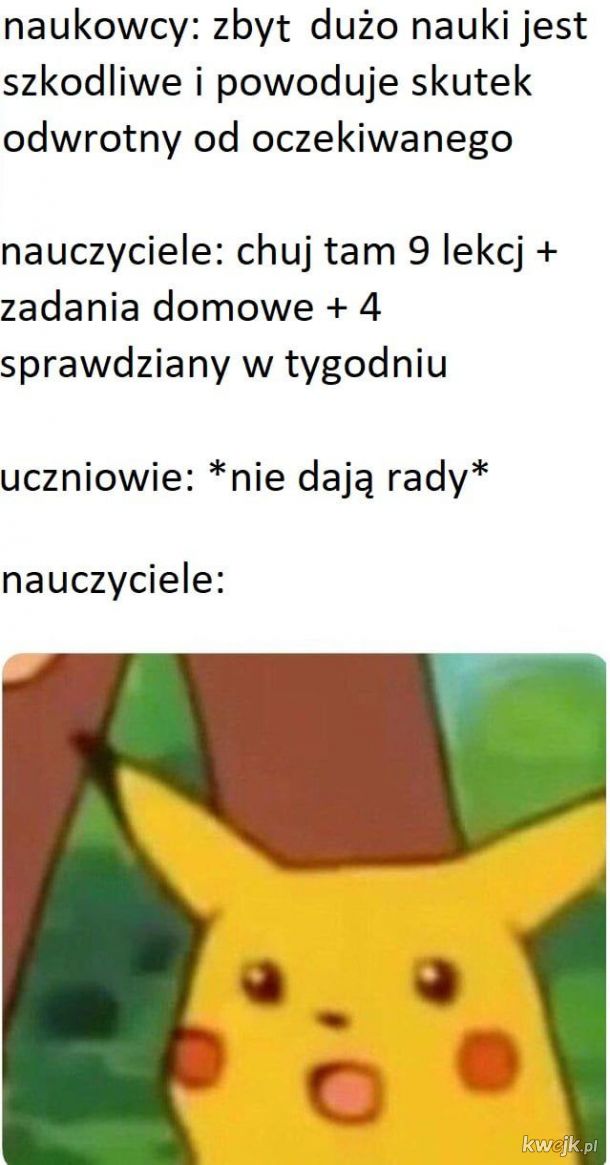 naukowcy: zbyt dużo nauki jest
szkodliwe i powoduje skutek
odwrotny od oczekiwanego
nauczyciele: chuj tam 9 lekcj +
zadania domowe + 4
sprawdziany w tygodniu
uczniowie: *nie dają rady*
nauczyciele:
kwejk.pl